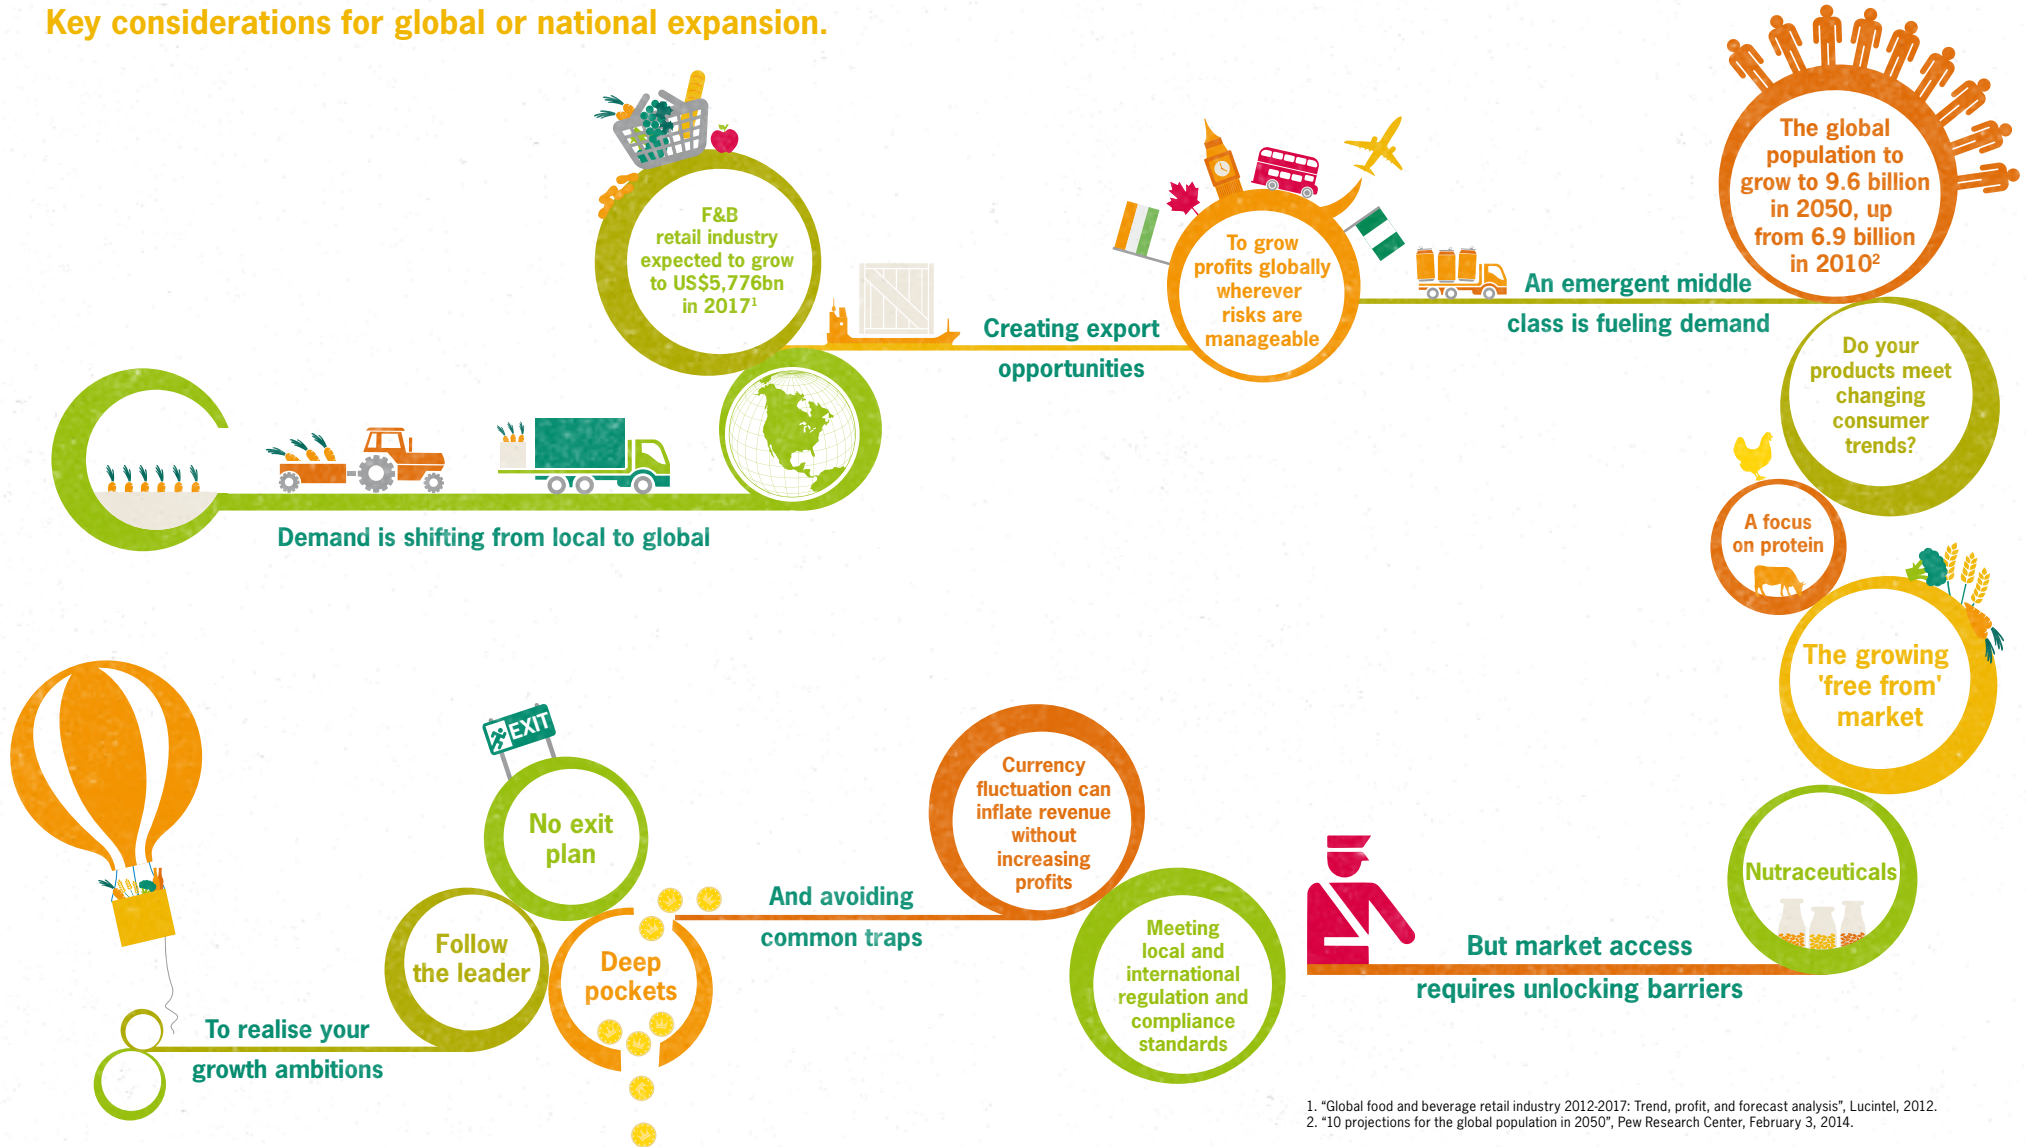 Key considerations for global or national expansion.
Demand is shifting from local to global
F&B
retail industry
expected to grow
to US$5,776bn
in 2017¹
Creating export
opportunities
To grow
profits globally
wherever
risks are
manageable
An emergent middle
class is fueling demand
The global
population to
grow to 9.6 billion
in 2050, up
from 6.9 billion
in 2010²
Do your
products meet
changing
consumer
trends?
A focus
on protein
The growing
'free from'
market
Nutraceuticals
But market access
requires unlocking barriers
Meeting
local and
international
regulation and
compliance
standards
Currency
fluctuation can
inflate revenue
without
increasing
profits
And avoiding
common traps
Deep
pockets
EXIT
No exit
plan
Follow
the leader
To realise your
growth ambitions
1. “Global food and beverage retail industry 2012-2017: Trend, profit, and forecast analysis”, Lucintel, 2012.
2. “10 projections for the global population in 2050”, Pew Research Center, February 3, 2014.